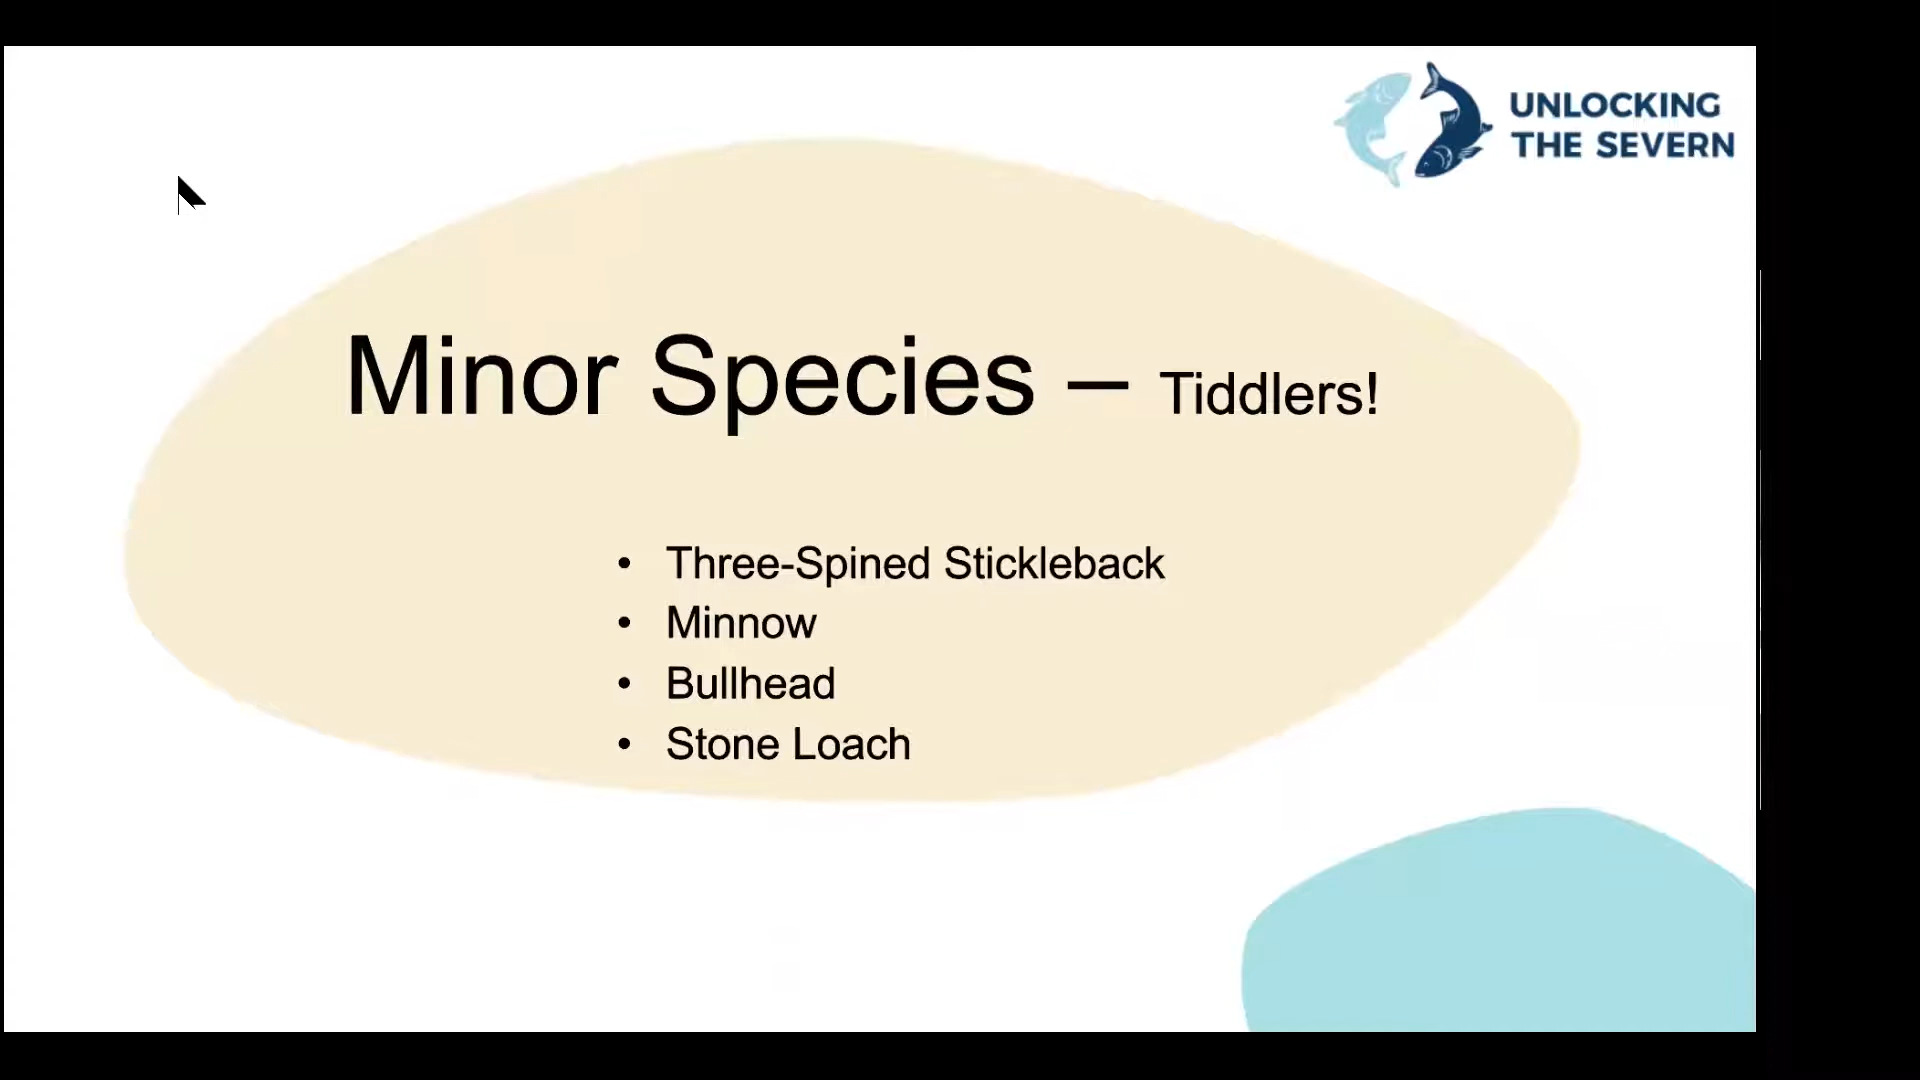 UNLOCKING
THE SEVERN
Minor Species – Tiddlers!
• Three-Spined Stickleback
• Minnow
• Bullhead
• Stone Loach